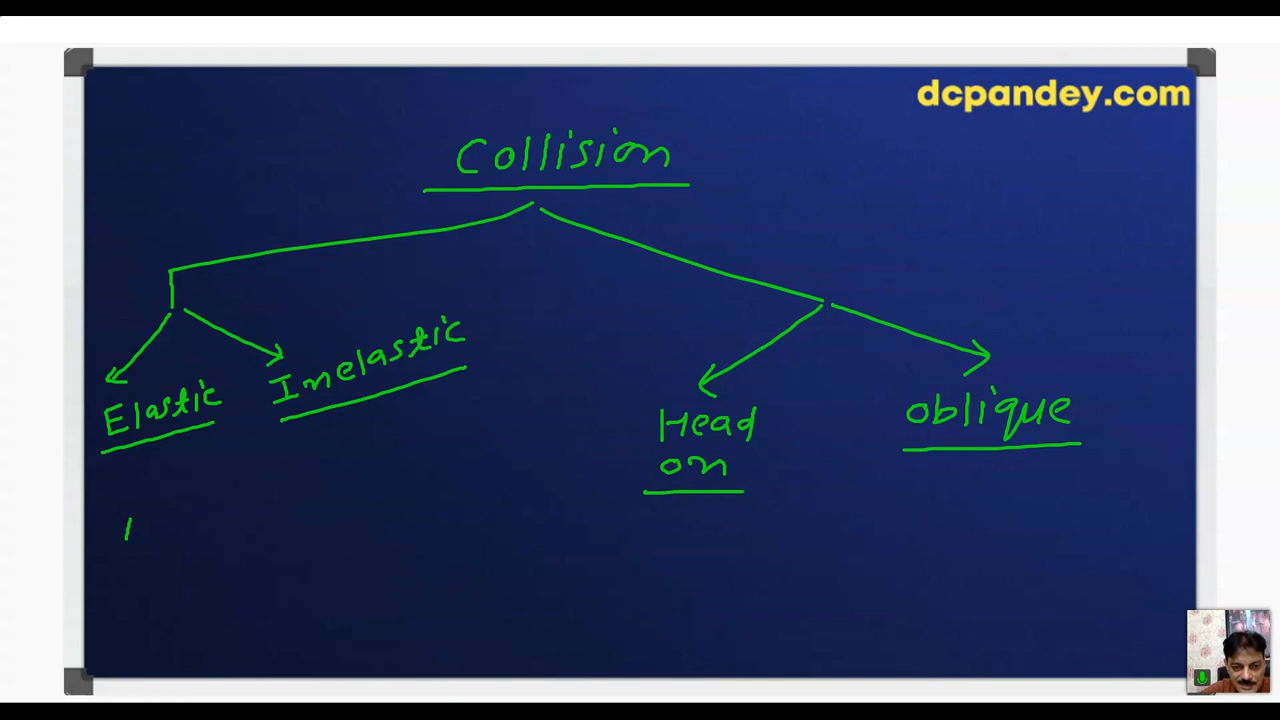 dcpandey.com
Collision
Elastic
Inelastic
Head
on
oblique